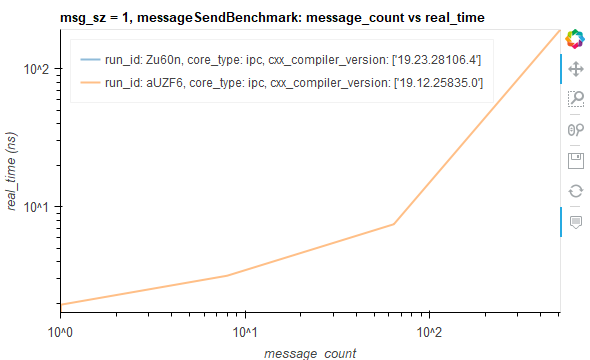 msg_sz = 1, messageSendBenchmark: message_count vs real_time
run_id: Zu60n, core_type: ipc, cxx_compiler_version: ['19.23.28106.4']
run_id: aUZF6, core_type: ipc, cxx_compiler_version: ['19.12.25835.0']
real_time (ns)
10^2
10^1
10^0 10^1 10^2
message_count